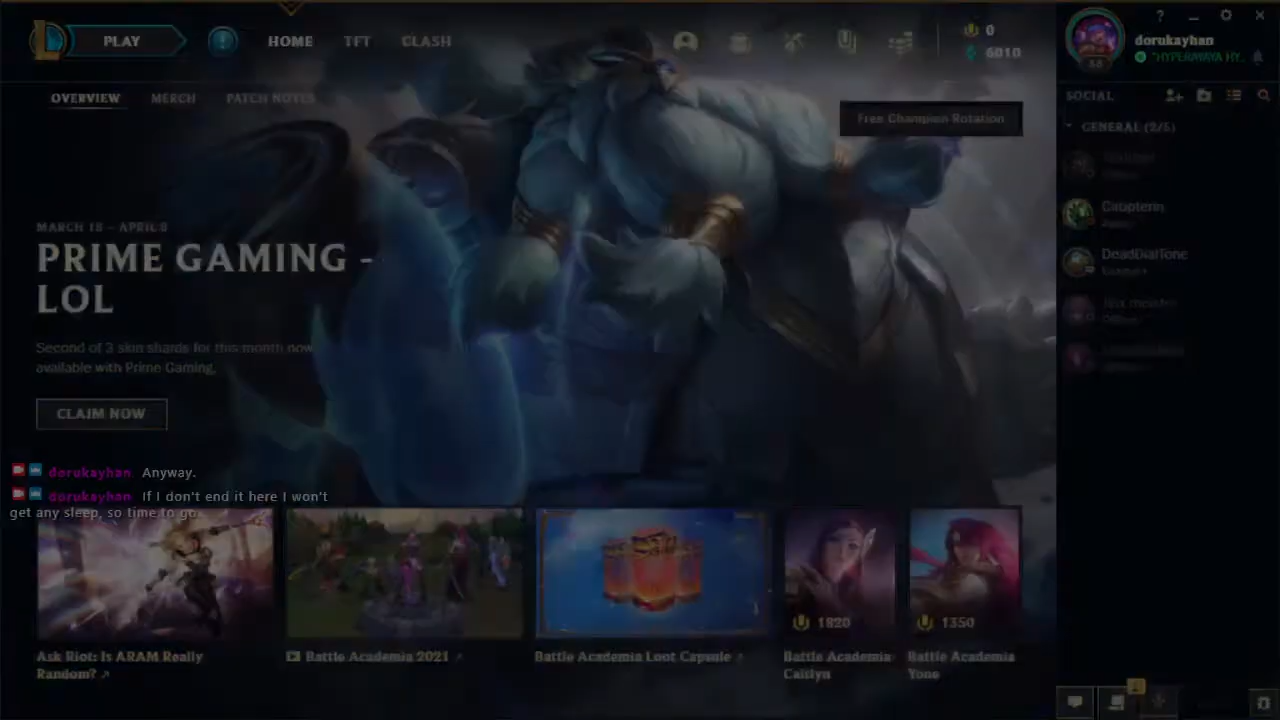 PLAY
HOME
TFT
CLASH
0
6010
?
dorukayhan
"HYPERMAYA HY..
OVERVIEW
MERCH
PATCH NOTES
SOCIAL
Free Champion Rotation
GENERAL (2/5)
Catipterin
DeadDialTone
MARCH 18 - APRIL 8
PRIME GAMING -
LOL
Second of 3 skin shards for this month now
available with Prime Gaming.
CLAIM NOW
dorukayhan Anyway.
dorukayhan If I don't end it here I won't
get any sleep, so time to go.
1820
1350
Ask Riot: Is ARAM Really
Random?
Battle Academia 2021
Battle Academia Loot Capsule
Battle Academia
Caitlyn
Battle Academia
Yone